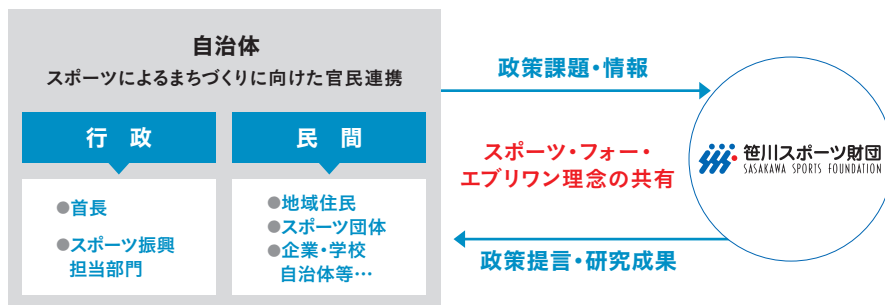 自治体
スポーツによるまちづくりに向けた官民連携
行 政
●首長
●スポーツ振興
担当部門
民 間
●地域住民
●スポーツ団体
●企業・学校
自治体等…
政策課題・情報
スポーツ・フォー・
エブリワン理念の共有
政策提言・研究成果
笹川スポーツ財団
SASAKAWA SPORTS FOUNDATION